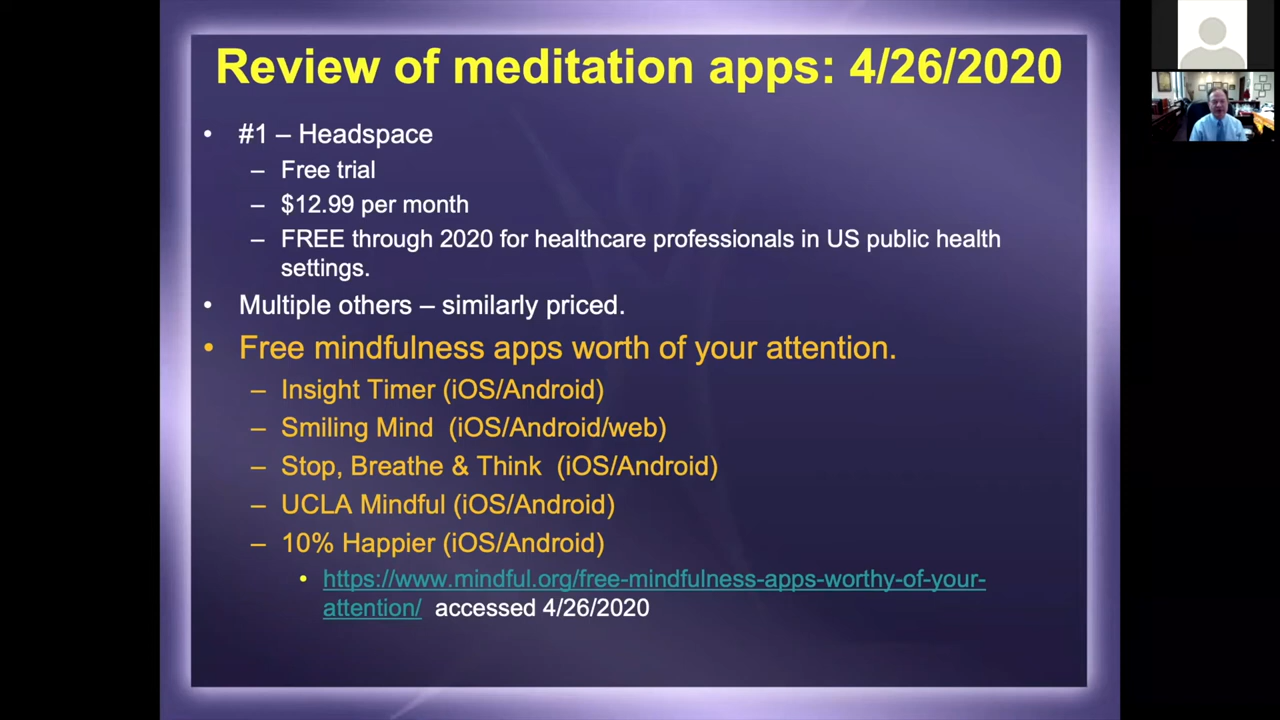 Review of meditation apps: 4/26/2020
• #1 – Headspace
– Free trial
– $12.99 per month
– FREE through 2020 for healthcare professionals in US public health
settings.
• Multiple others – similarly priced.
• Free mindfulness apps worth of your attention.
– Insight Timer (iOS/Android)
– Smiling Mind (iOS/Android/web)
– Stop, Breathe & Think (iOS/Android)
– UCLA Mindful (iOS/Android)
– 10% Happier (iOS/Android)
• https://www.mindful.org/free-mindfulness-apps-worthy-of-your-
attention/ accessed 4/26/2020